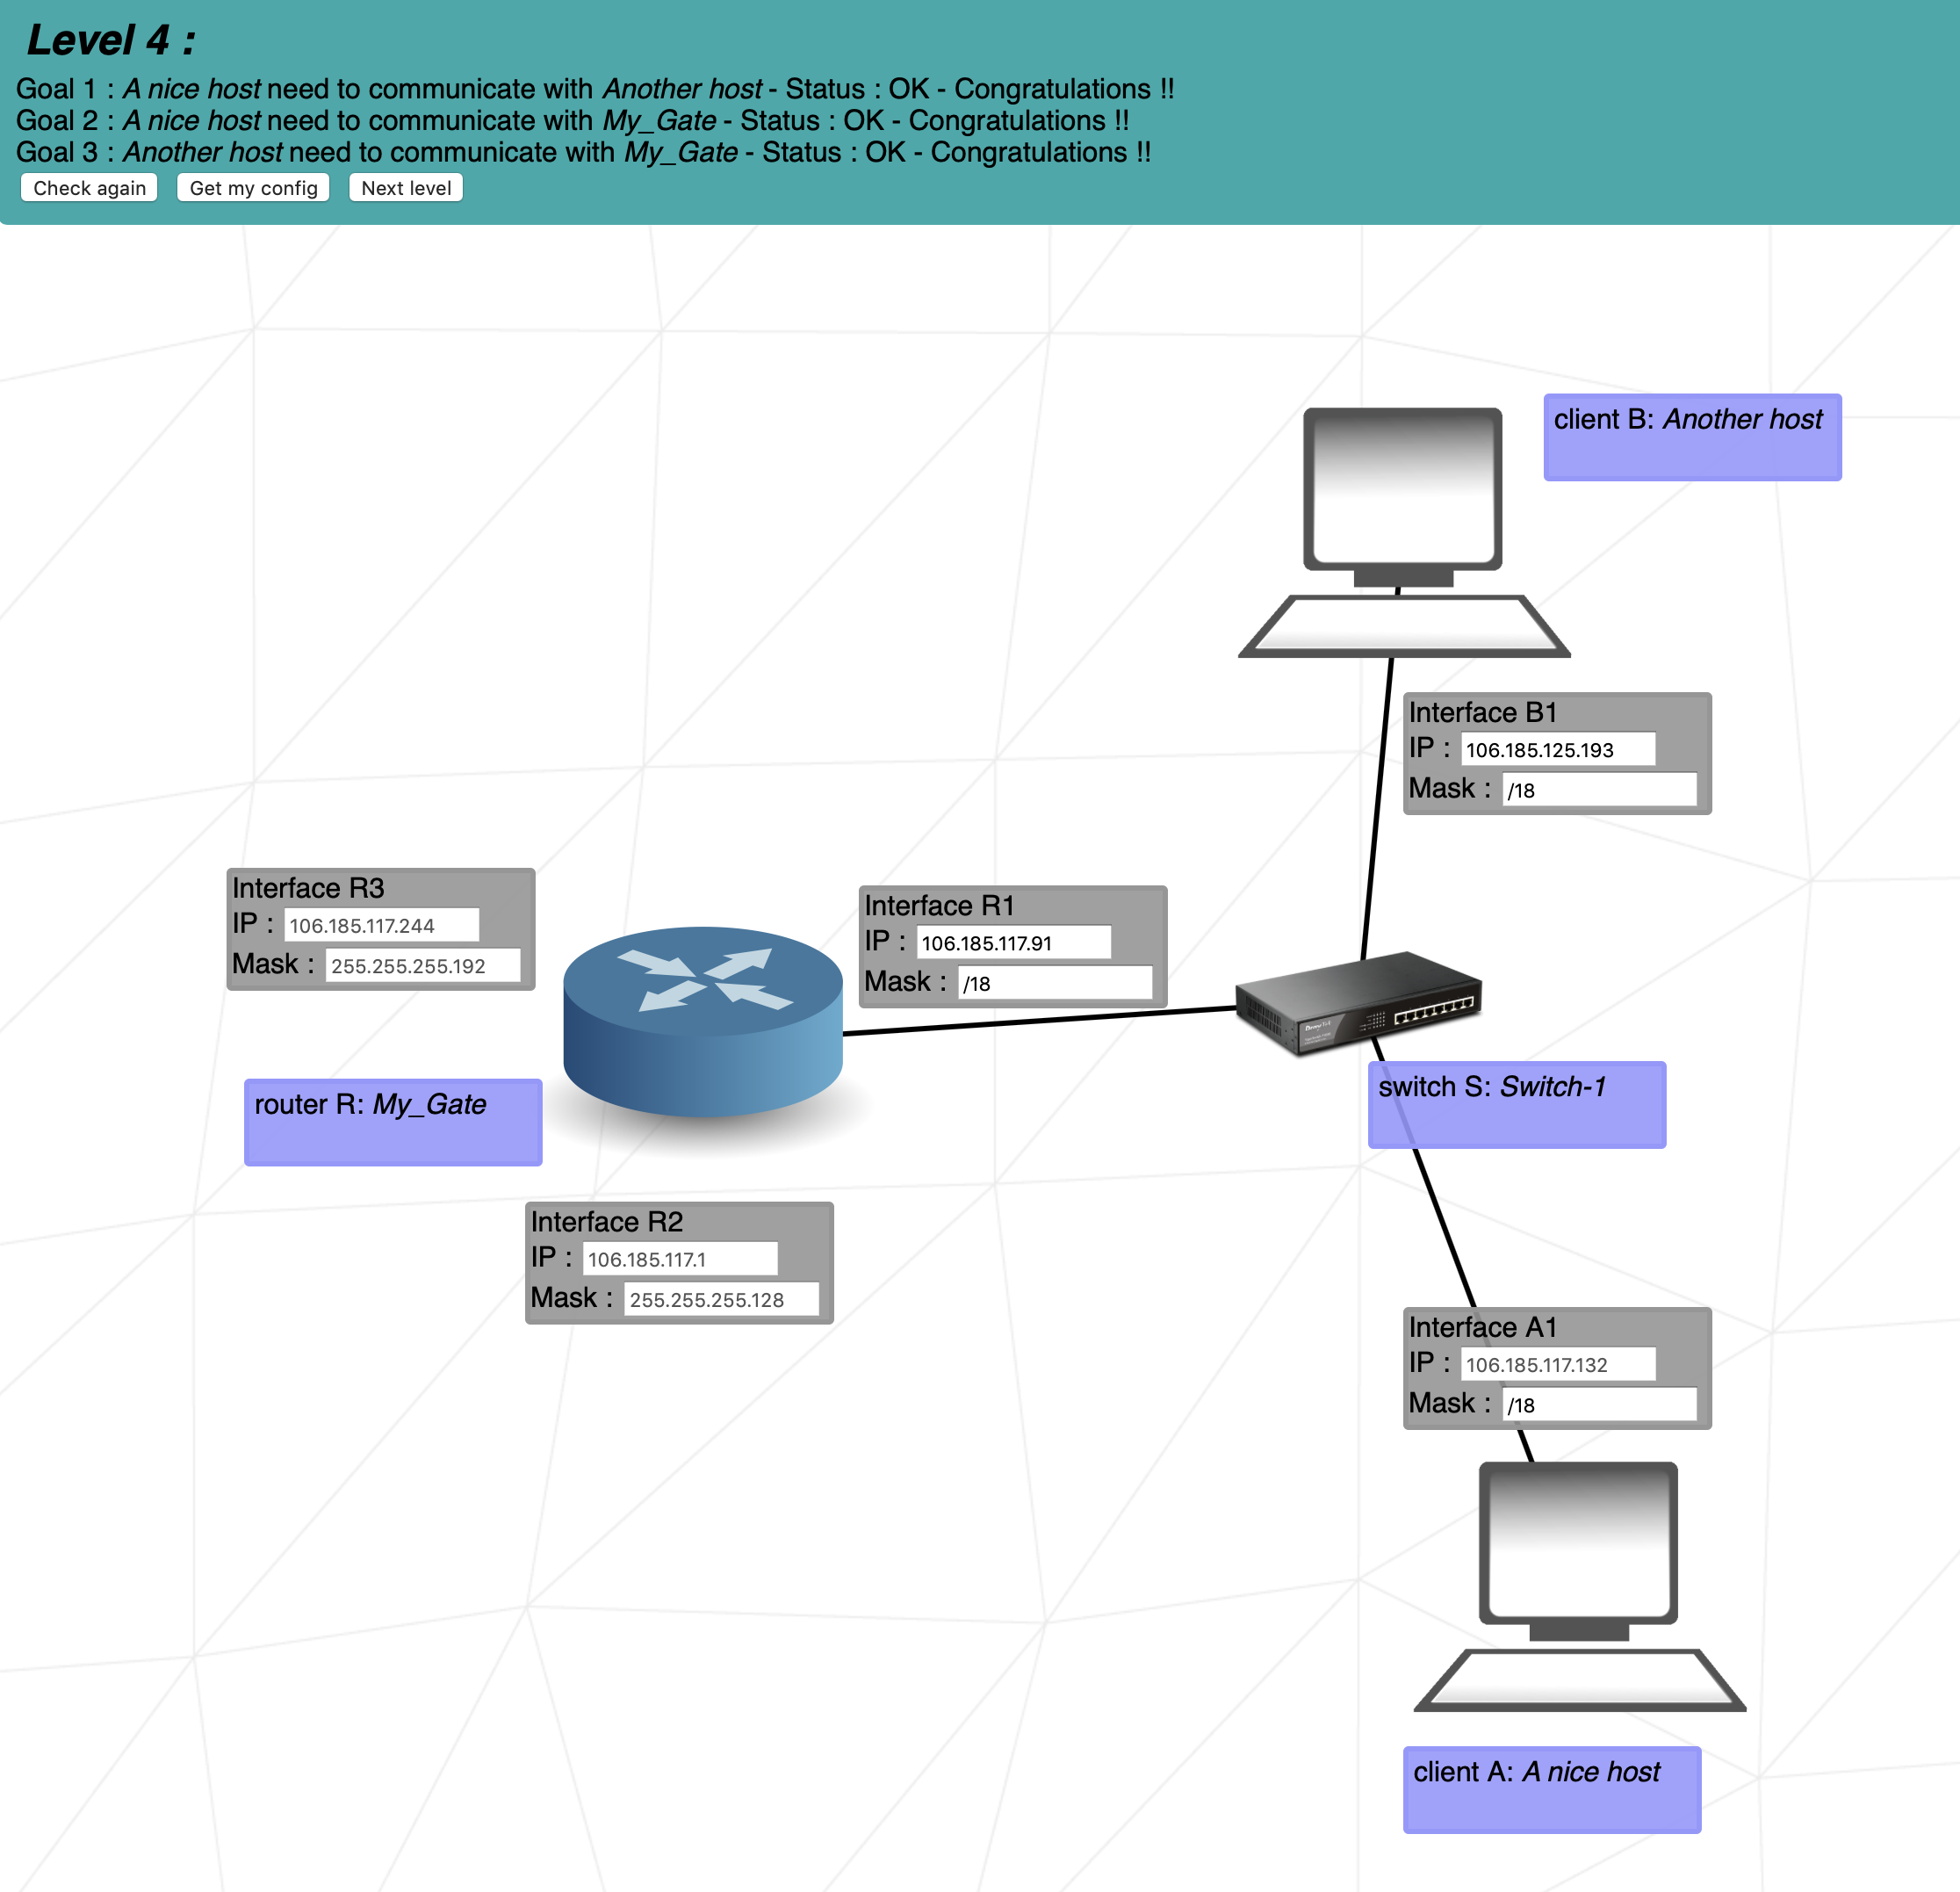 Level 4 :
Goal 1 : A nice host need to communicate with Another host - Status : OK - Congratulations !!
Goal 2 : A nice host need to communicate with My_Gate - Status : OK - Congratulations !!
Goal 3 : Another host need to communicate with My_Gate - Status : OK - Congratulations !!
Check again Get my config Next level
client B: Another host
Interface B1
IP : 106.185.125.193
Mask : /18
Interface R3
IP : 106.185.117.244
Mask : 255.255.255.192
Interface R1
IP : 106.185.117.91
Mask : /18
router R: My_Gate
switch S: Switch-1
Interface R2
IP : 106.185.117.1
Mask : 255.255.255.128
Interface A1
IP : 106.185.117.132
Mask : /18
client A: A nice host